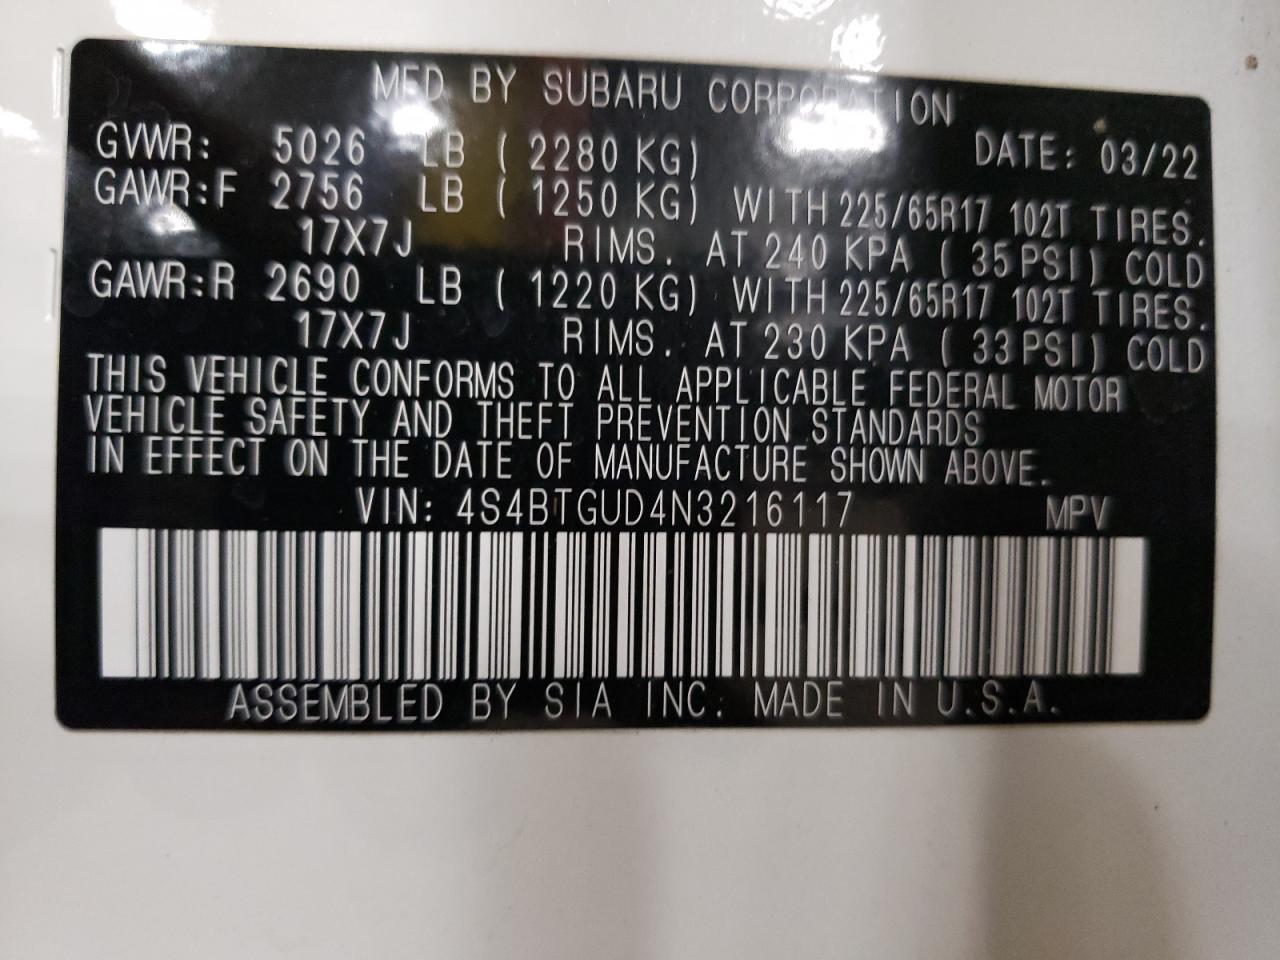 MFD BY SUBARU CORPORATION
GVWR: 5026 LB ( 2280 KG) DATE: 03/22
GAWR:F 2756 LB ( 1250 KG) WITH 225/65R17 102T TIRES.
17X7J RIMS. AT 240 KPA ( 35PSI) COLD
GAWR:R 2690 LB ( 1220 KG) WITH 225/65R17 102T TIRES.
17X7J RIMS. AT 230 KPA ( 33PSI) COLD
THIS VEHICLE CONFORMS TO ALL APPLICABLE FEDERAL MOTOR
VEHICLE SAFETY AND THEFT PREVENTION STANDARDS
IN EFFECT ON THE DATE OF MANUFACTURE SHOWN ABOVE.
VIN: 4S4BTGUD4N3216117 MPV
ASSEMBLED BY SIA INC. MADE IN U.S.A.